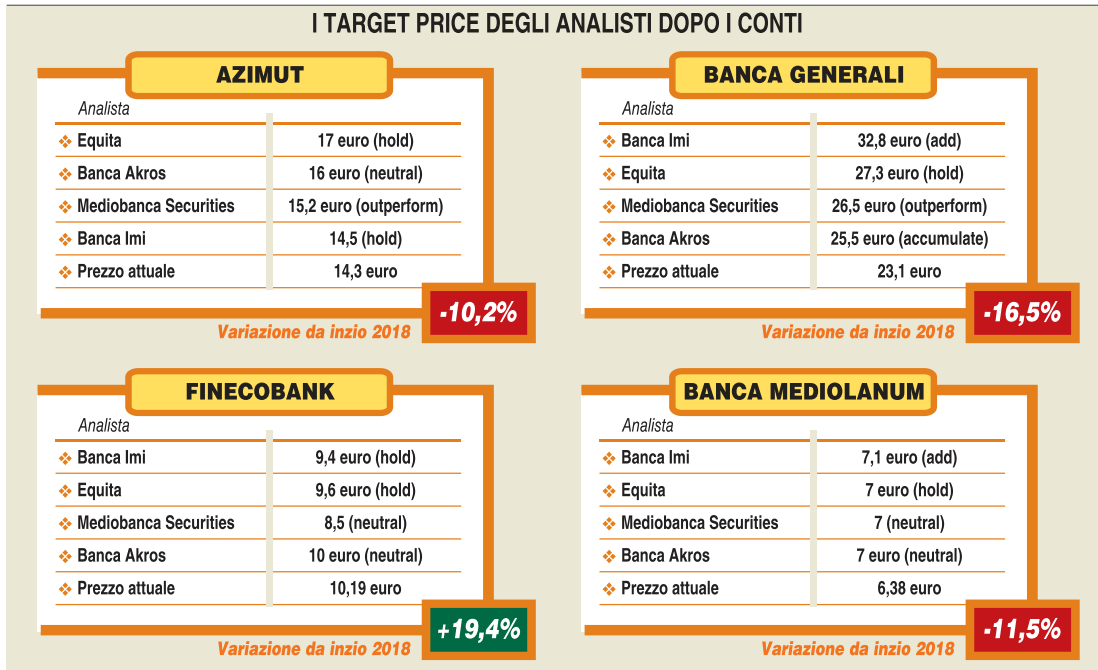 I TARGET PRICE DEGLI ANALISTI DOPO I CONTI
AZIMUT
Analista
Equita 17 euro (hold)
Banca Akros 16 euro (neutral)
Mediobanca Securities 15,2 euro (outperform)
Banca Imi 14,5 (hold)
Prezzo attuale 14,3 euro
Variazione da inzio 2018 -10,2%
BANCA GENERALI
Analista
Banca Imi 32,8 euro (add)
Equita 27,3 euro (hold)
Mediobanca Securities 26,5 euro (outperform)
Banca Akros 25,5 euro (accumulate)
Prezzo attuale 23,1 euro
Variazione da inzio 2018 -16,5%
FINECOBANK
Analista
Banca Imi 9,4 euro (hold)
Equita 9,6 euro (hold)
Mediobanca Securities 8,5 (neutral)
Banca Akros 10 euro (neutral)
Prezzo attuale 10,19 euro
Variazione da inzio 2018 +19,4%
BANCA MEDIOLANUM
Analista
Banca Imi 7,1 euro (add)
Equita 7 euro (hold)
Mediobanca Securities 7 (neutral)
Banca Akros 7 euro (neutral)
Prezzo attuale 6,38 euro
Variazione da inzio 2018 -11,5%